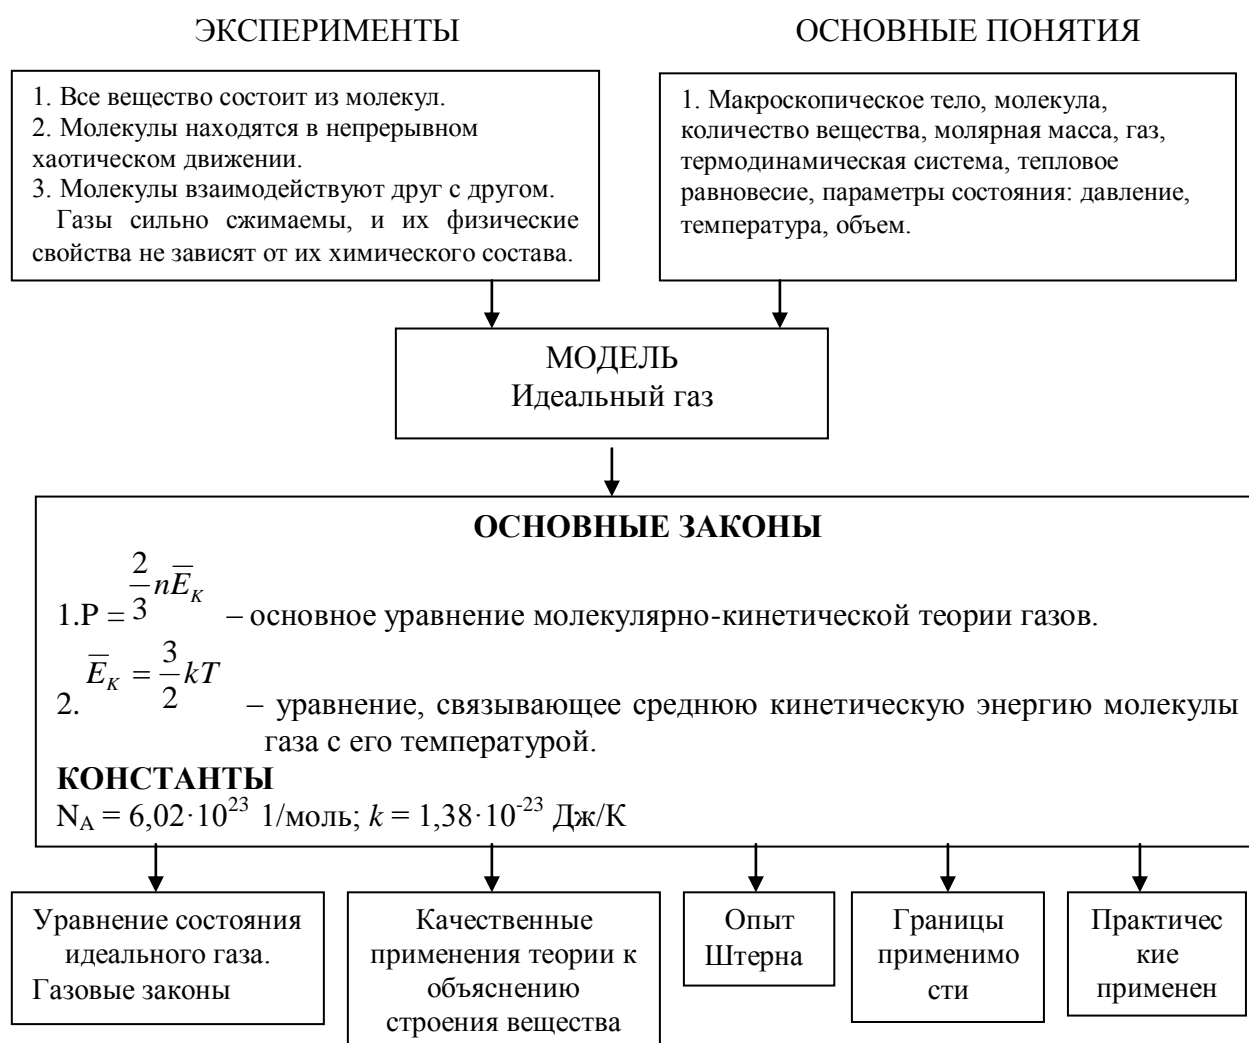 ЭКСПЕРИМЕНТЫ
ОСНОВНЫЕ ПОНЯТИЯ
1. Все вещество состоит из молекул.
2. Молекулы находятся в непрерывном
хаотическом движении.
3. Молекулы взаимодействуют друг с другом.
Газы сильно сжимаемы, и их физические
свойства не зависят от их химического состава.
1. Макроскопическое тело, молекула,
количество вещества, молярная масса, газ,
термодинамическая система, тепловое
равновесие, параметры состояния: давление,
температура, объем.
МОДЕЛЬ
Идеальный газ
ОСНОВНЫЕ ЗАКОНЫ
1.P = 2/3 nE̅_K – основное уравнение молекулярно-кинетической теории газов.
2. E̅_K = 3/2 kT – уравнение, связывающее среднюю кинетическую энергию молекулы
газа с его температурой.
КОНСТАНТЫ
N_A = 6,02·10^23 1/моль; k = 1,38·10^-23 Дж/К
Уравнение состояния
идеального газа.
Газовые законы
Качественные
применения теории к
объяснению
строения вещества
Опыт
Штерна
Границы
применимо
сти
Практичес
кие
применен